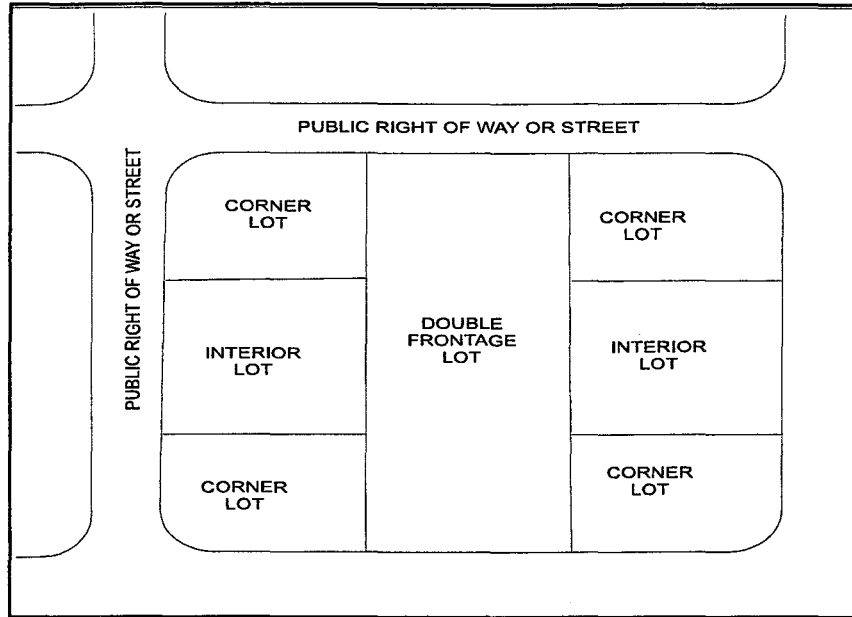 PUBLIC RIGHT OF WAY OR STREET
PUBLIC RIGHT OF WAY OR STREET
CORNER
LOT
CORNER
LOT
INTERIOR
LOT
DOUBLE
FRONTAGE
LOT
INTERIOR
LOT
CORNER
LOT
CORNER
LOT